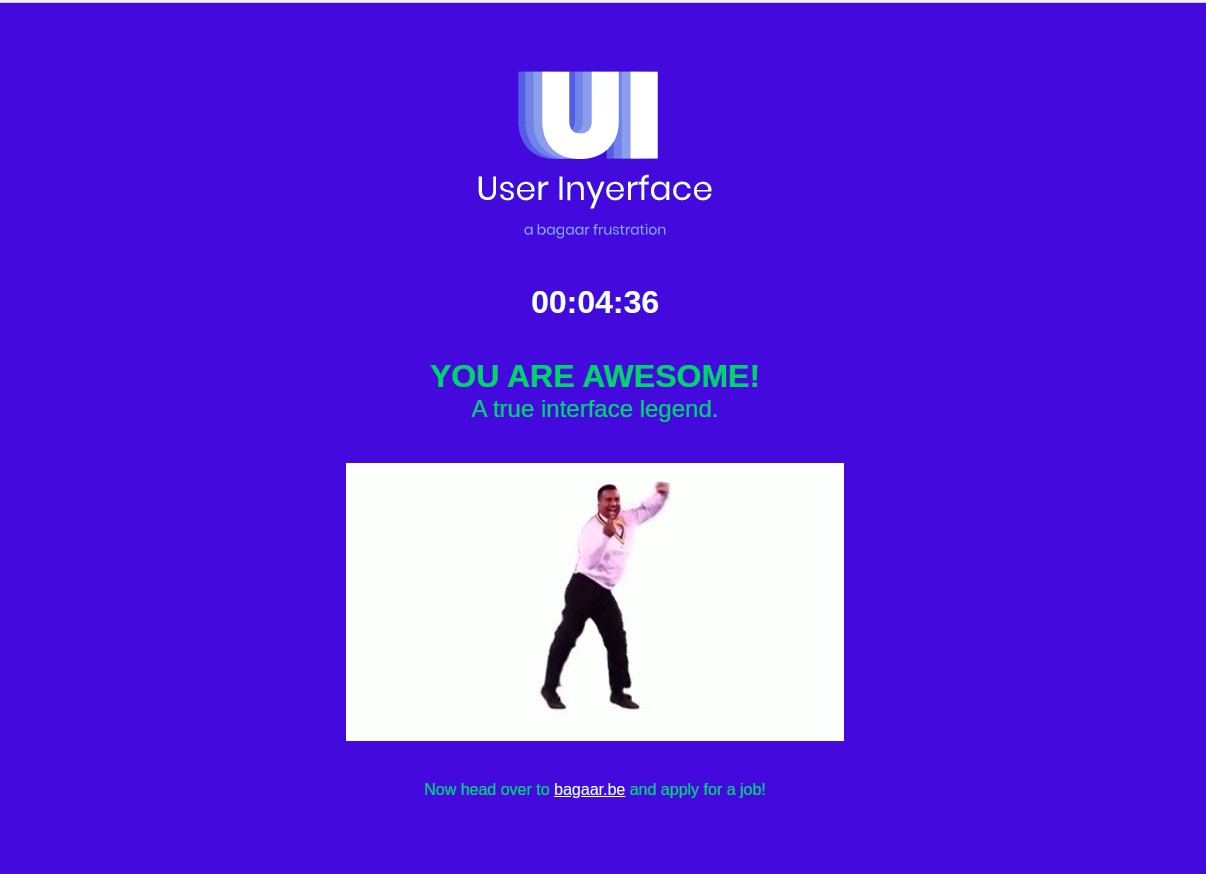 UI
User Inyerface
a bagaar frustration
00:04:36
YOU ARE AWESOME!
A true interface legend.
Now head over to bagaar.be and apply for a job!